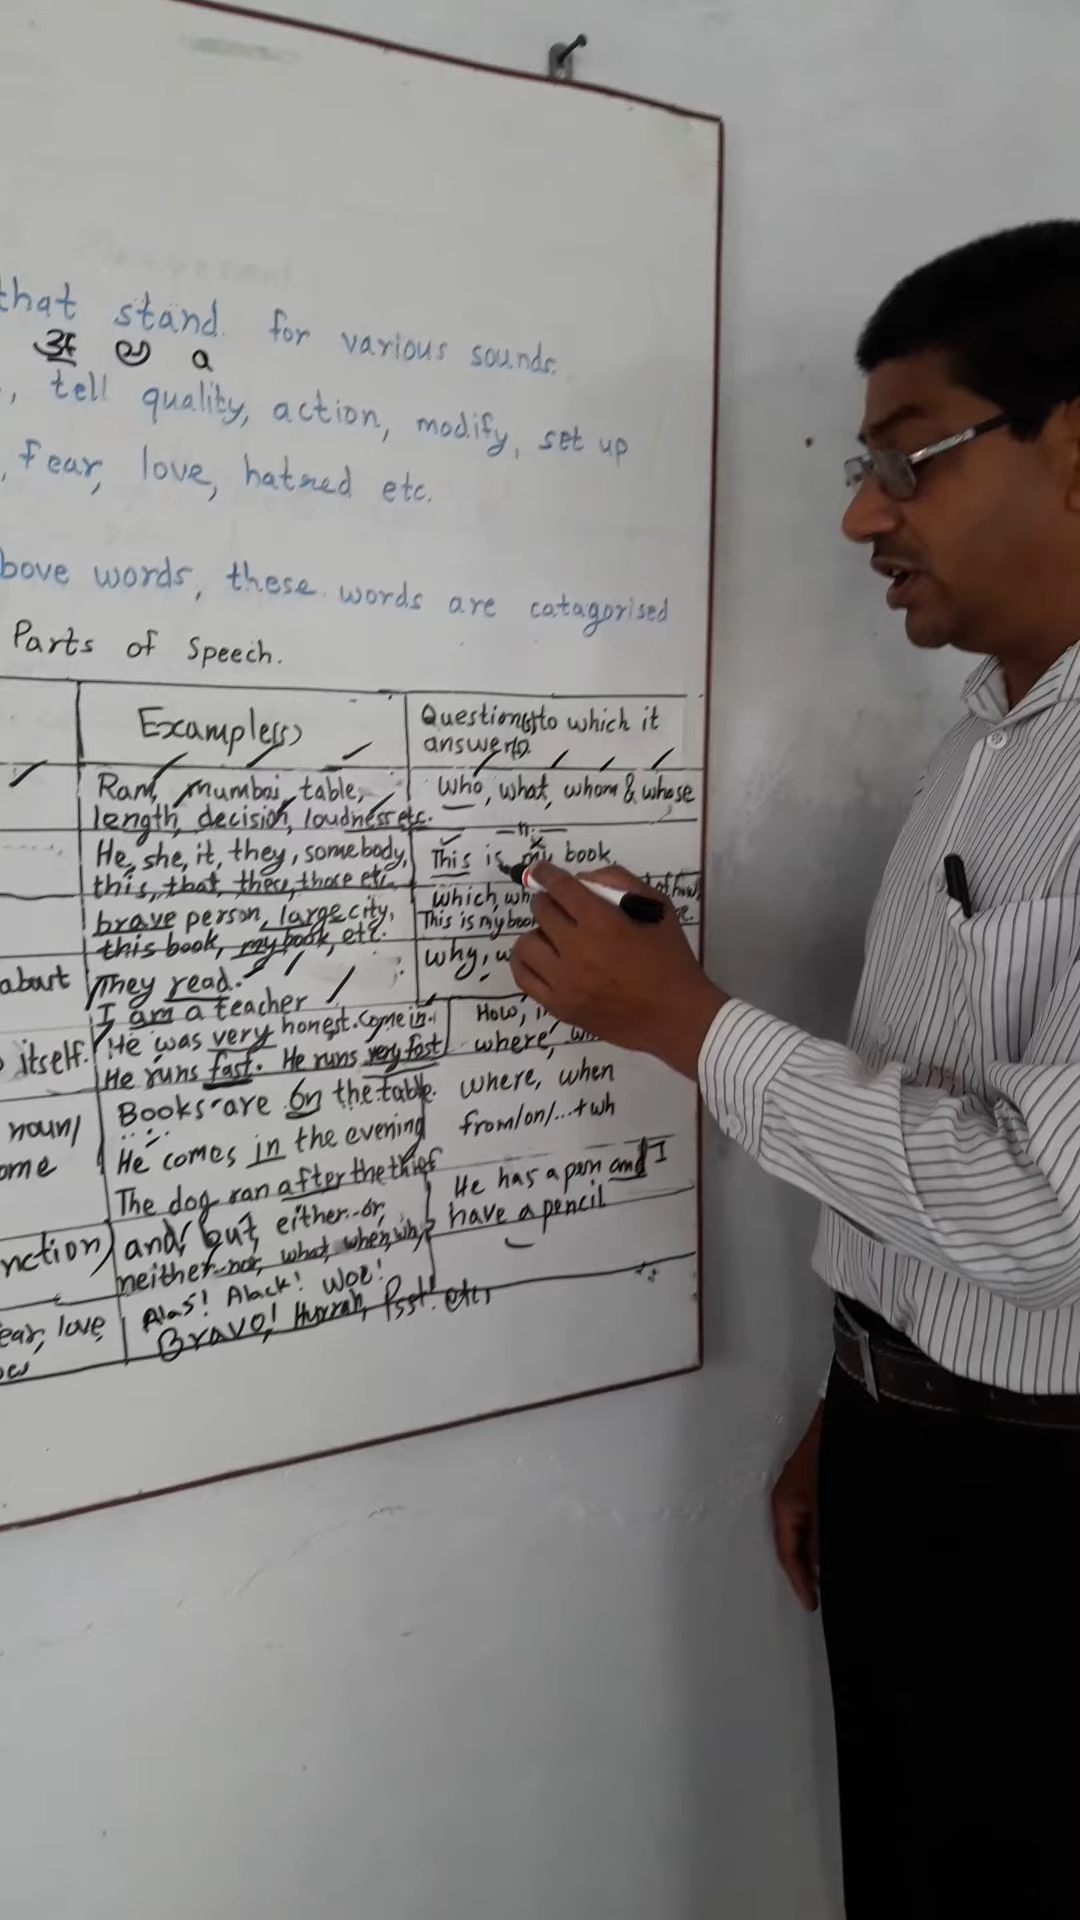 that stand. for various sounds.
अ a
, tell quality, action, modify, set up
, fear, love, hatred etc.
bove words, these words are catagorised
Parts of Speech.
Example(s)
Question(s)to which it
answer(s).
Ram, mumbai, table,
length, decision, loudness etc.
Who, what, whom & whose
He, she, it, they, somebody,
this, that, these, those etc.
—"—
This is my book.
brave person, large city,
this book, my book, etc.
which, wh
This is my book
about
They read.
I am a teacher
why, w
itself.
He was very honest. Come in.
He runs fast. He runs very fast
How,
where,
noun/
ome
Books are on the table.
He comes in the evening
The dog ran after the thief
where, when
from/on/...+wh
nction)
and, but, either..or,
neither-nor, what, when, why?
He has a pen and I
have a pencil
ear, love
Alas! Alack! Woe!
Bravo! Hurrah, Psst! etc.